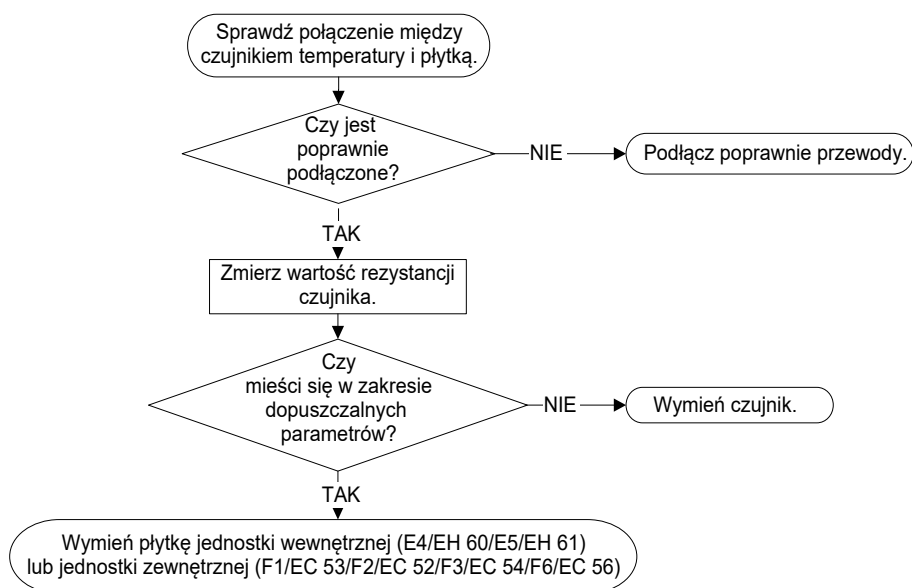 Sprawdź połączenie między
czujnikiem temperatury i płytką.
Czy jest
poprawnie
podłączone?
NIE
Podłącz poprawnie przewody.
TAK
Zmierz wartość rezystancji
czujnika.
Czy
mieści się w zakresie
dopuszczalnych
parametrów?
NIE
Wymień czujnik.
TAK
Wymień płytkę jednostki wewnętrznej (E4/EH 60/E5/EH 61)
lub jednostki zewnętrznej (F1/EC 53/F2/EC 52/F3/EC 54/F6/EC 56)